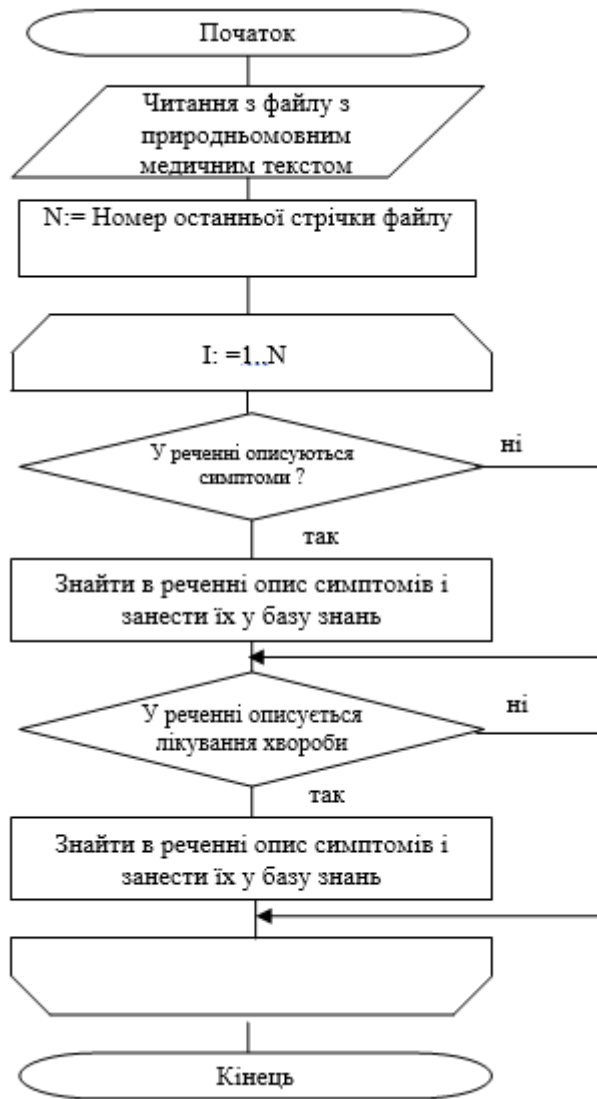 Початок
Читання з файлу з
природньомовним
медичним текстом
N:= Номер останньої стрічки файлу
I: =1..N
У реченні описуються
симптоми ?
ні
так
Знайти в реченні опис симптомів і
занести їх у базу знань
У реченні описується
лікування хвороби
ні
так
Знайти в реченні опис симптомів і
занести їх у базу знань
Кінець